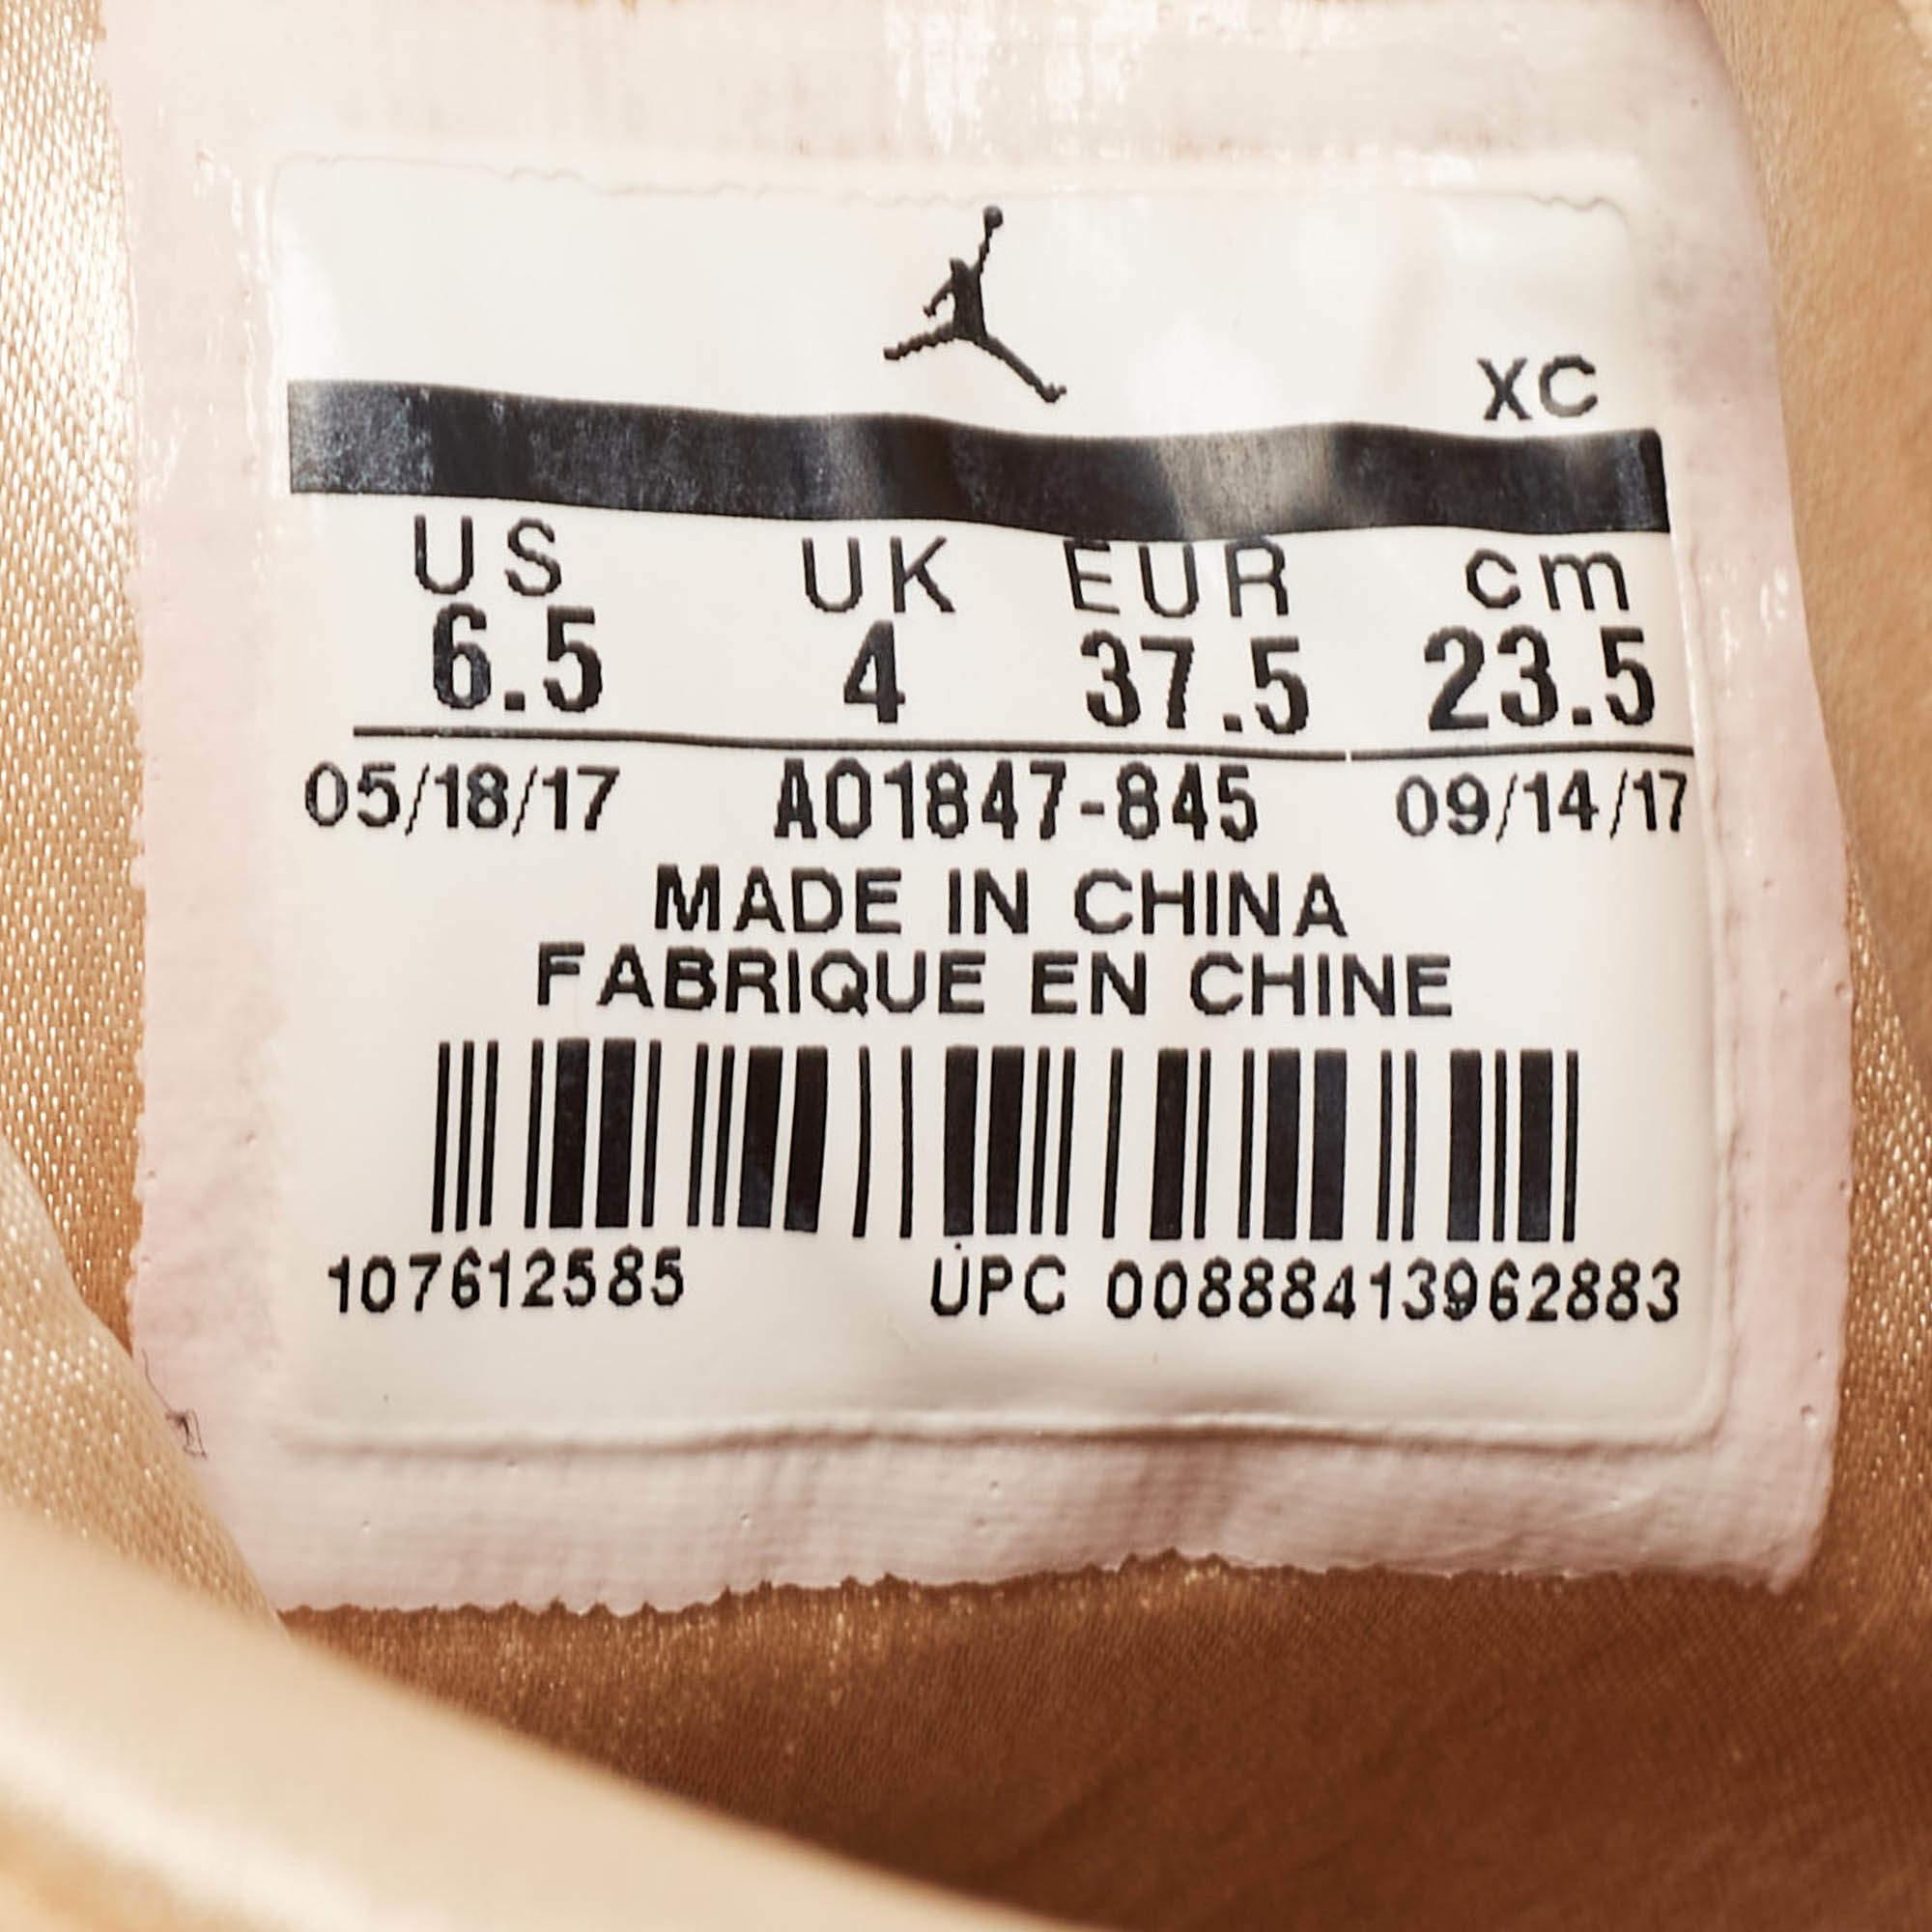 XC
US UK EUR cm
6.5 4 37.5 23.5
05/18/17 AO1847-845 09/14/17
MADE IN CHINA
FABRIQUE EN CHINE
107612585 UPC 00888413962883